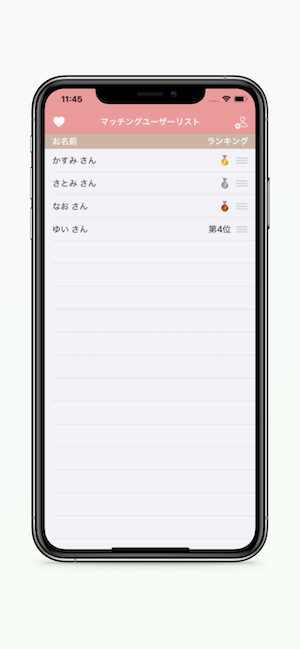 11:45
マッチングユーザーリスト
お名前 ランキング
かすみ さん
さとみ さん
なお さん
ゆい さん 第4位